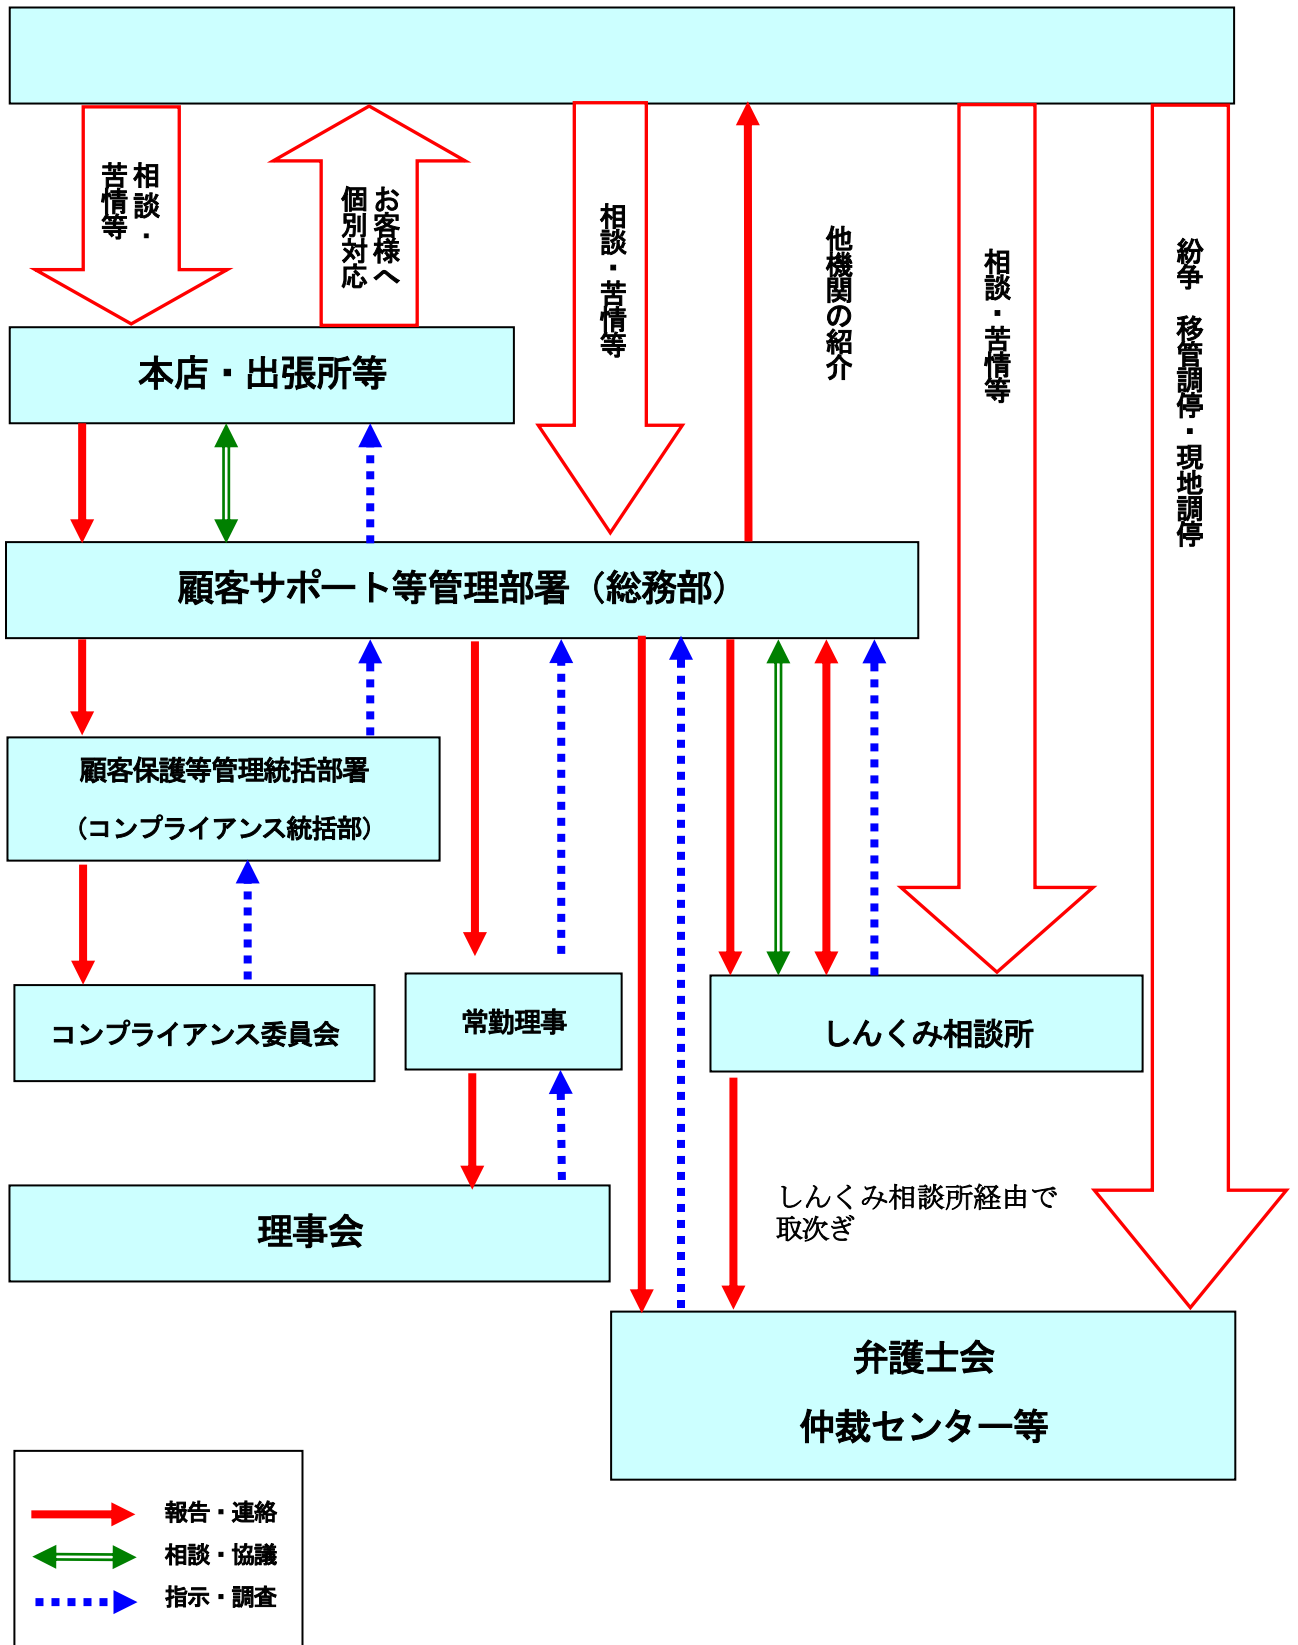 相談・
苦情等
お客様へ
個別対応
相談・苦情等
他機関の紹介
相談・苦情等
紛争　移管調停・現地調停
本店・出張所等
顧客サポート等管理部署（総務部）
顧客保護等管理統括部署
（コンプライアンス統括部）
コンプライアンス委員会
常勤理事
しんくみ相談所
しんくみ相談所経由で
取次ぎ
理事会
弁護士会
仲裁センター等
報告・連絡
相談・協議
指示・調査